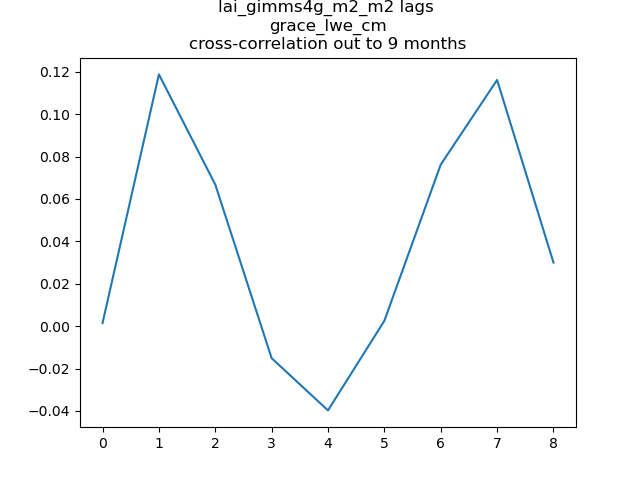 lai_gimms4g_m2_m2 lags
grace_lwe_cm
cross-correlation out to 9 months
0.12
0.10
0.08
0.06
0.04
0.02
0.00
−0.02
−0.04
0 1 2 3 4 5 6 7 8